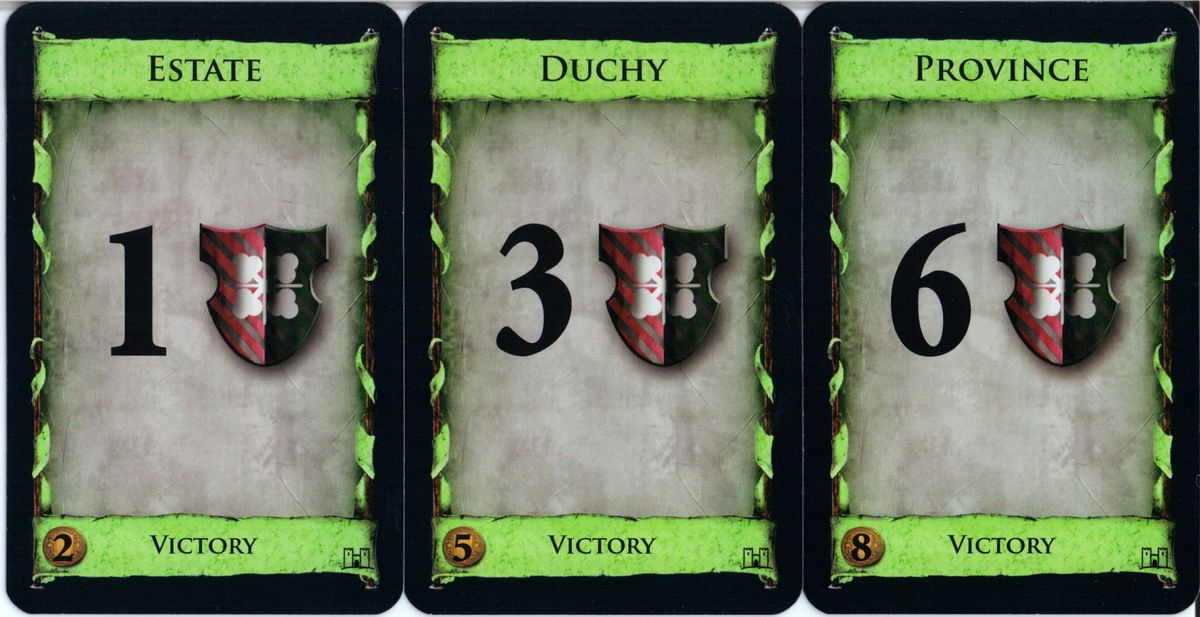 ESTATE
1
2 VICTORY
DUCHY
3
5 VICTORY
PROVINCE
6
8 VICTORY